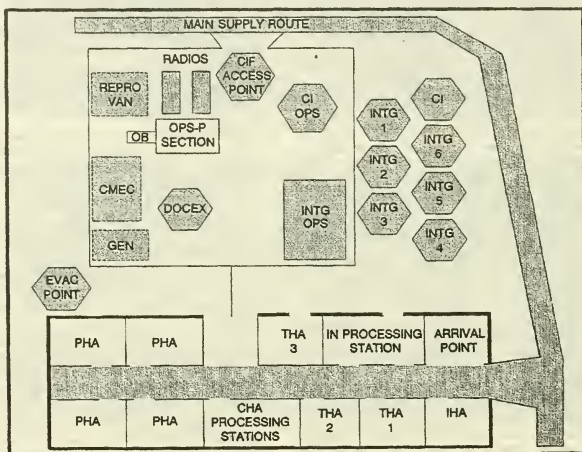 MAIN SUPPLY ROUTE
RADIOS
CIF
ACCESS
POINT
REPRO
VAN
CI
OPS
CI
INTG
1
OB
OPS-P
SECTION
INTG
6
INTG
2
CMEC
DOCEX
INTG
OPS
INTG
3
INTG
5
GEN
INTG
4
EVAC
POINT
PHA
PHA
THA
3
IN PROCESSING
STATION
ARRIVAL
POINT
PHA
PHA
CHA
PROCESSING
STATIONS
THA
2
THA
1
IHA